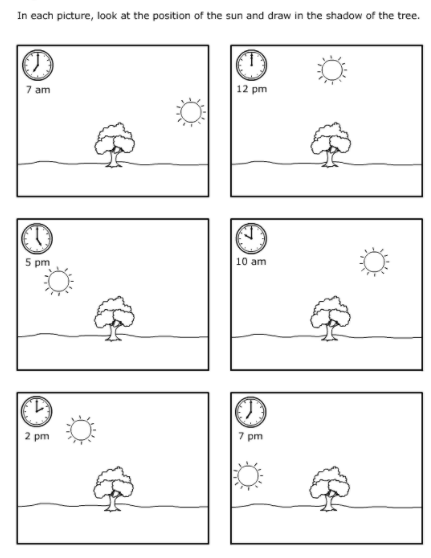 In each picture, look at the position of the sun and draw in the shadow of the tree.
7 am
12 pm
5 pm
10 am
2 pm
7 pm